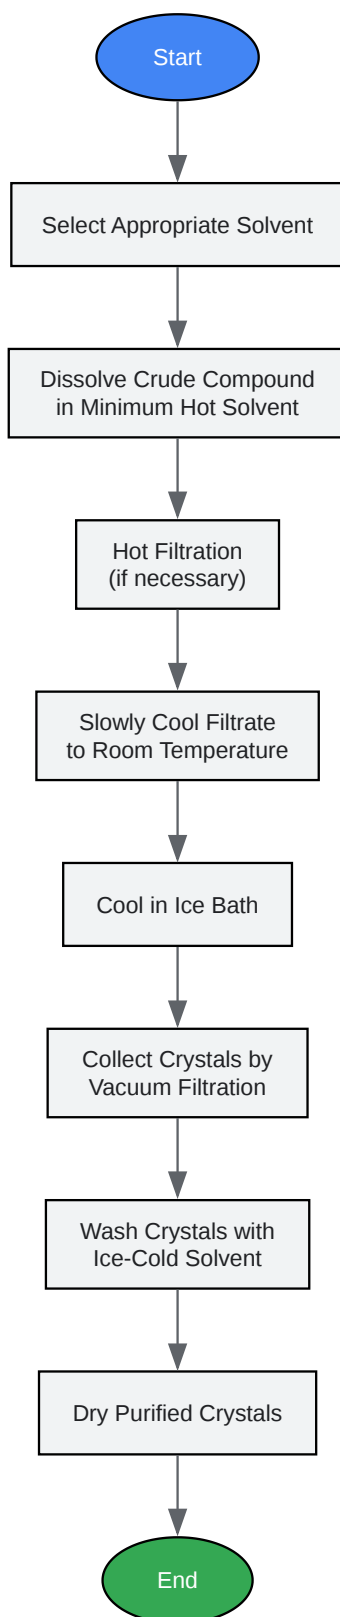 Start
Select Appropriate Solvent
Dissolve Crude Compound
in Minimum Hot Solvent
Hot Filtration
(if necessary)
Slowly Cool Filtrate
to Room Temperature
Cool in Ice Bath
Collect Crystals by
Vacuum Filtration
Wash Crystals with
Ice-Cold Solvent
Dry Purified Crystals
End